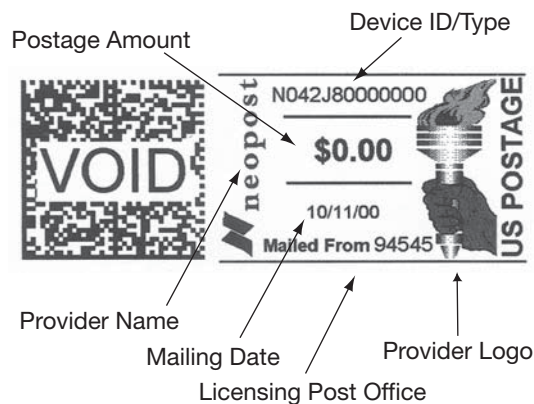 Postage Amount
Device ID/Type
N042J80000000
VOID
neopost
$0.00
US POSTAGE
10/11/00
Mailed From 94545
Provider Name
Mailing Date
Provider Logo
Licensing Post Office